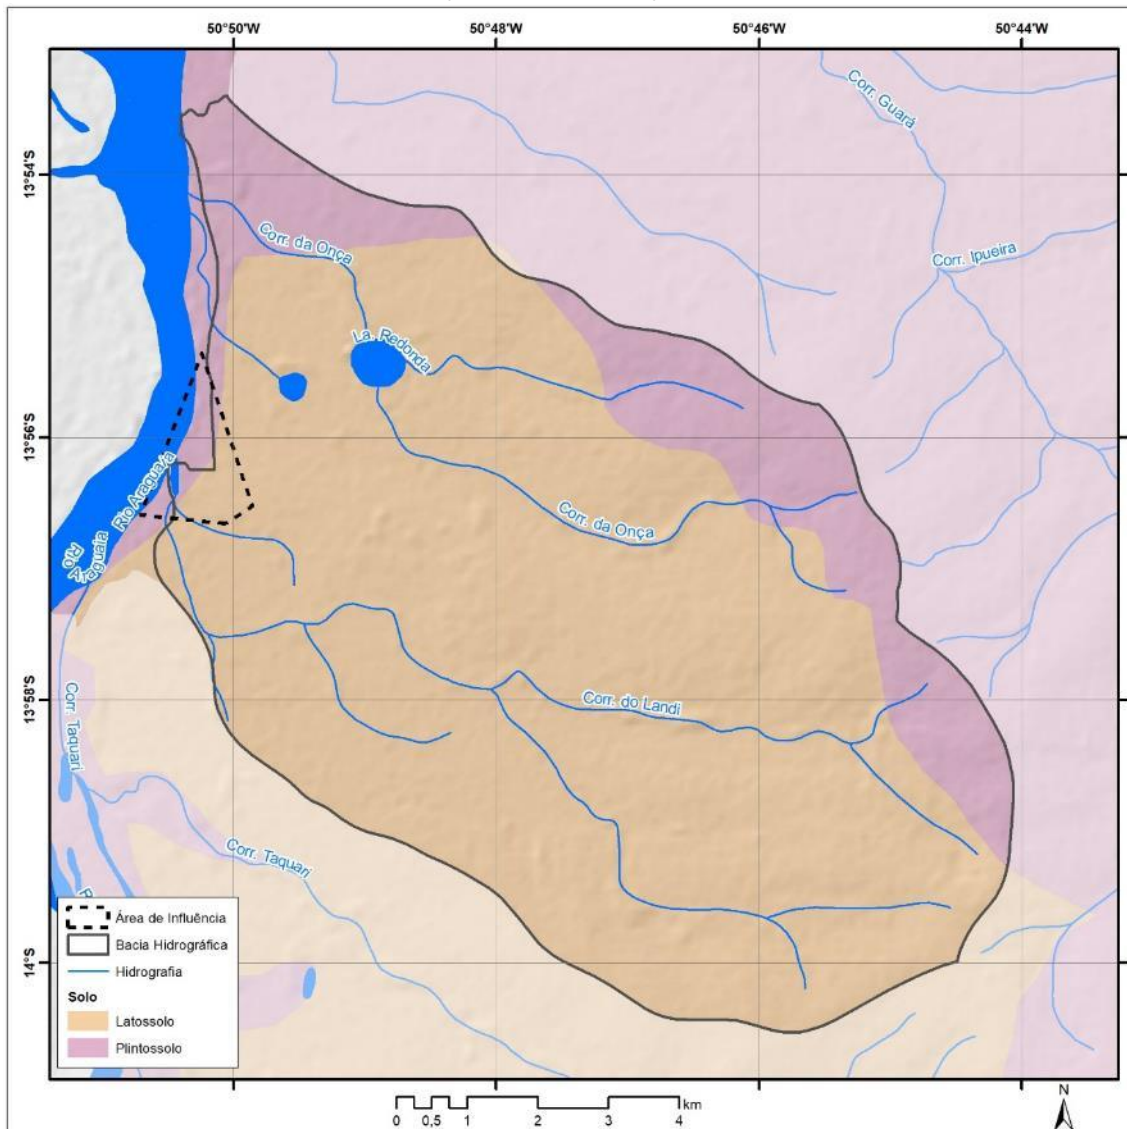 50°50'W
50°48'W
50°46'W
50°44'W
13°54'S
13°56'S
13°58'S
14°S
Corr. Guará
Corr. da Onça
Corr. Ipueira
La. Redonda
Rio Araguaia
Rio Araguaia
Corr. da Onça
Corr. do Landi
Corr. Taquari
Corr. Taquari
Área de Influência
Bacia Hidrográfica
Hidrografia
Solo
Latossolo
Plintossolo
km
0 0,5 1 2 3 4
N